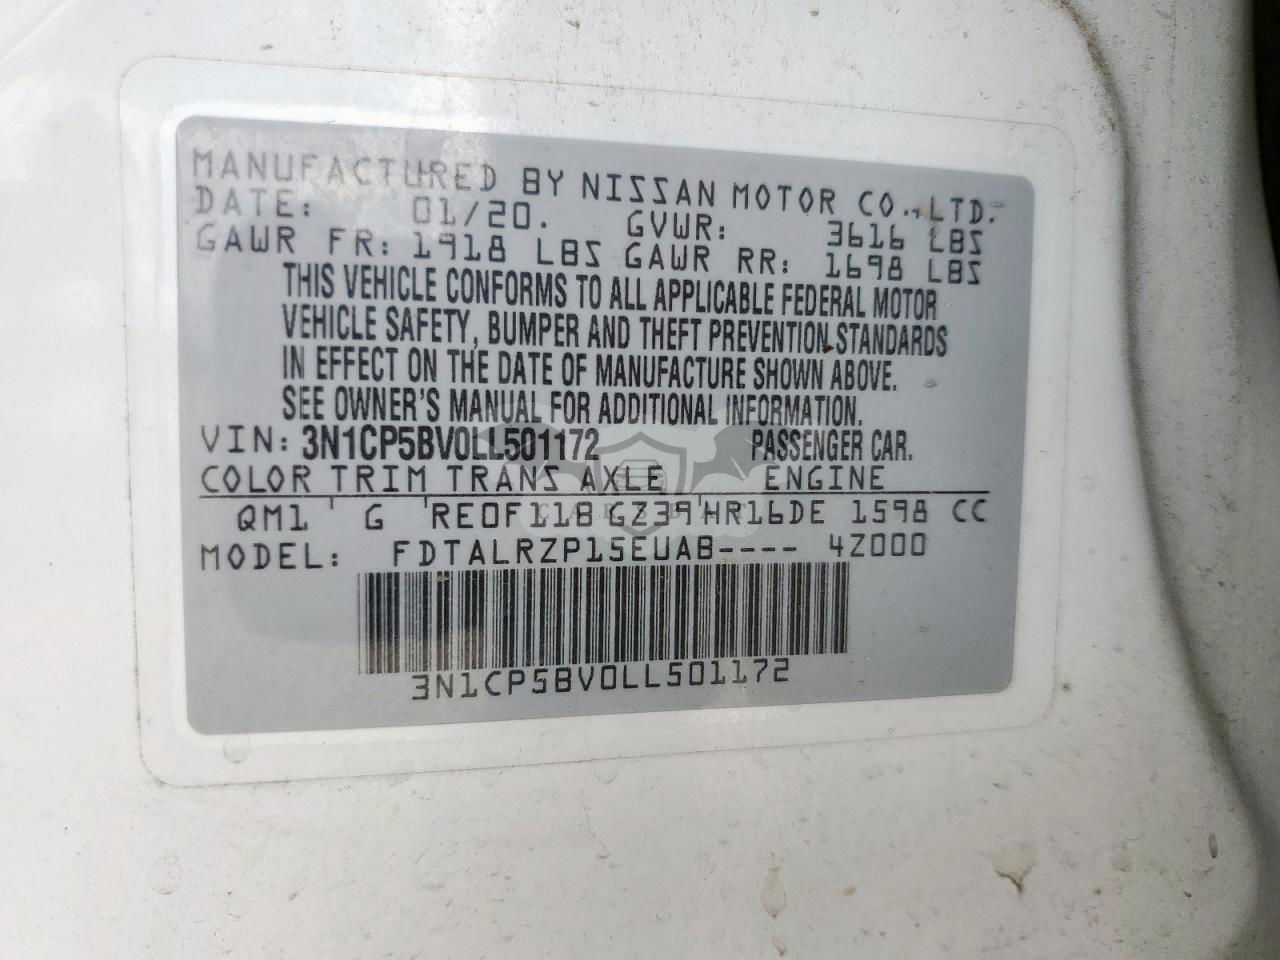 MANUFACTURED BY NISSAN MOTOR CO.,LTD.
DATE: 01/20. GVWR: 3616 LBS
GAWR FR: 1918 LBS GAWR RR: 1698 LBS
THIS VEHICLE CONFORMS TO ALL APPLICABLE FEDERAL MOTOR
VEHICLE SAFETY, BUMPER AND THEFT PREVENTION STANDARDS
IN EFFECT ON THE DATE OF MANUFACTURE SHOWN ABOVE.
SEE OWNER'S MANUAL FOR ADDITIONAL INFORMATION.
VIN: 3N1CP5BV0LL501172 PASSENGER CAR.
COLOR TRIM TRANS AXLE ENGINE
QM1 G RE0F11B GZ39 HR16DE 1598 CC
MODEL: FDTALRZP15EUAB---- 4Z000
3N1CP5BV0LL501172